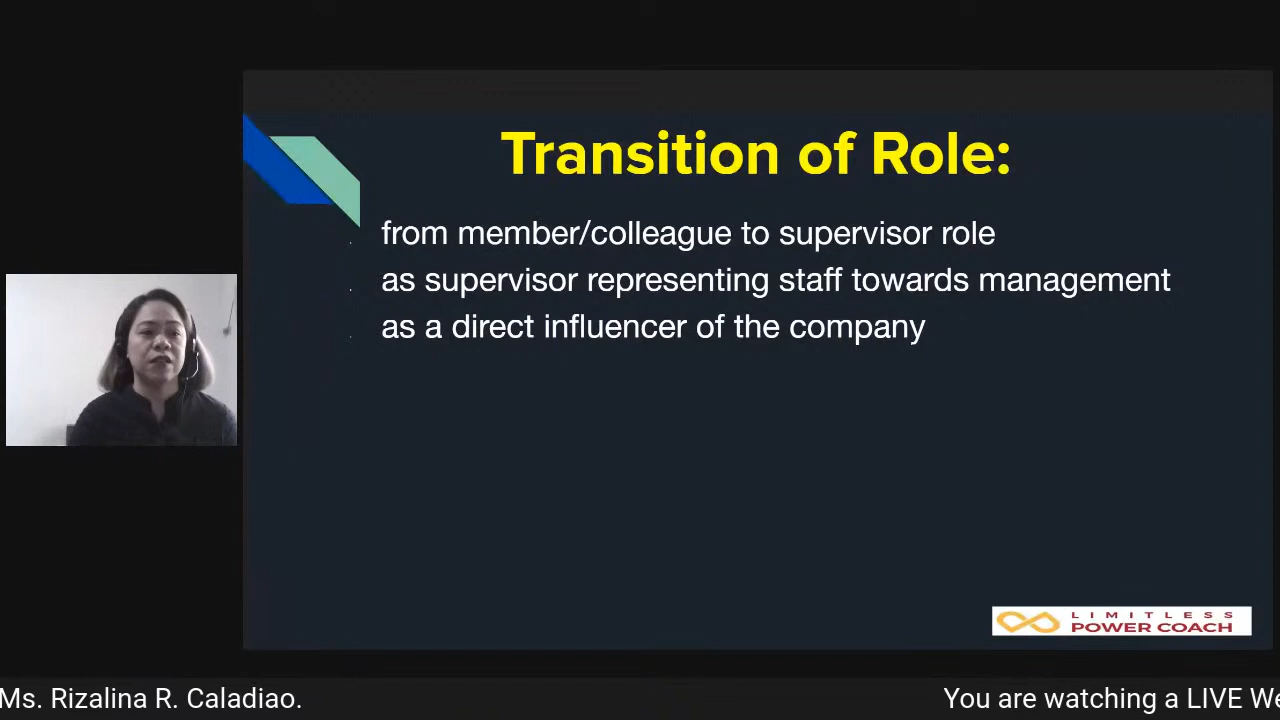 Transition of Role:
from member/colleague to supervisor role
as supervisor representing staff towards management
as a direct influencer of the company
LIMITLESS
POWER COACH
Ms. Rizalina R. Caladiao.
You are watching a LIVE We